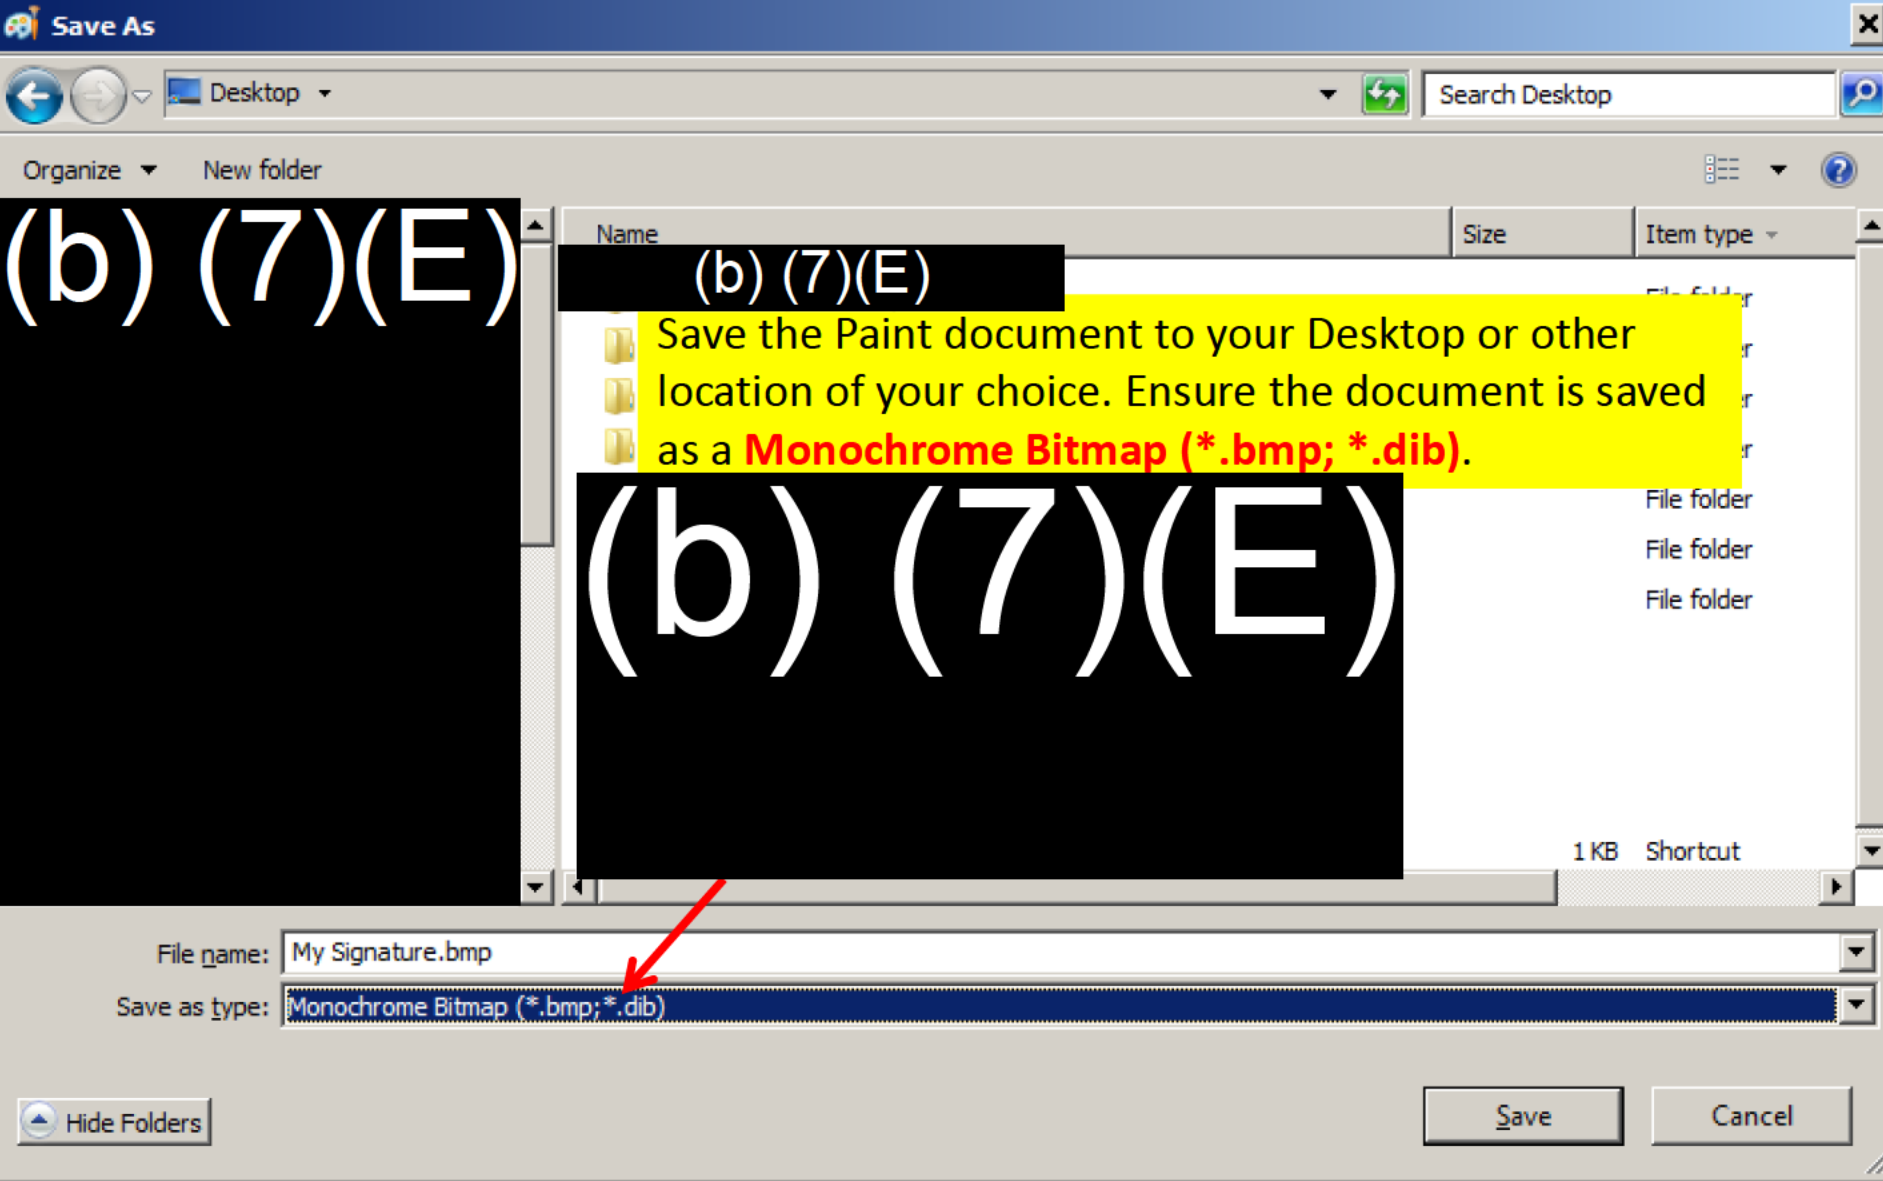 Save As
Desktop
Search Desktop
Organize New folder
(b) (7)(E)
Name Size Item type
(b) (7)(E)
File folder
Save the Paint document to your Desktop or other
location of your choice. Ensure the document is saved
as a Monochrome Bitmap (*.bmp; *.dib).
(b) (7)(E)
File folder
File folder
File folder
1 KB Shortcut
File name: My Signature.bmp
Save as type: Monochrome Bitmap (*.bmp;*.dib)
Hide Folders Save Cancel